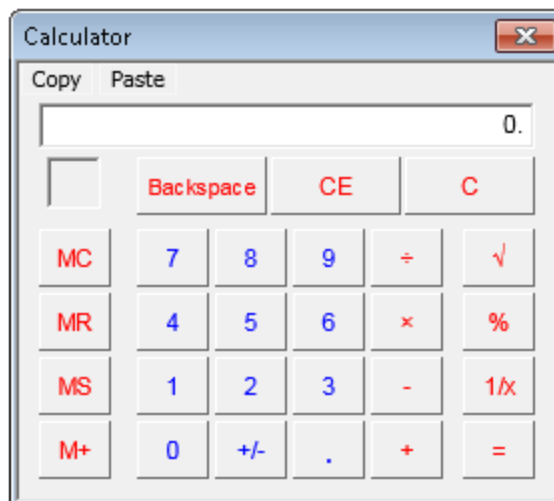 Calculator
Copy Paste
0.
Backspace CE C
MC 7 8 9 ÷ √
MR 4 5 6 × %
MS 1 2 3 - 1/x
M+ 0 +/- . + =